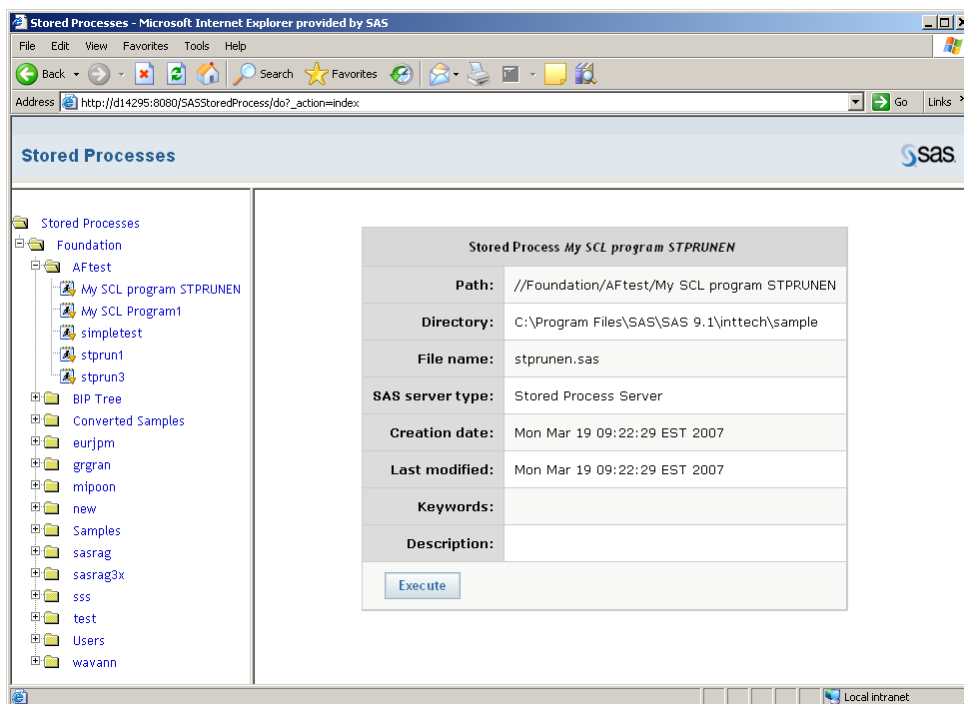 Stored Processes - Microsoft Internet Explorer provided by SAS
File Edit View Favorites Tools Help
Back Search Favorites
Address http://d14295:8080/SASStoredProcess/do?_action=index Go Links
Stored Processes
sas
Stored Processes
Foundation
AFtest
My SCL program STPRUNEN
My SCL Program1
simpletest
stprun1
stprun3
BIP Tree
Converted Samples
eurjpm
grgran
mipoon
new
Samples
sasrag
sasrag3x
sss
test
Users
wavann
Stored Process My SCL program STPRUNEN
Path: //Foundation/AFtest/My SCL program STPRUNEN
Directory: C:\Program Files\SAS\SAS 9.1\inttech\sample
File name: stprunen.sas
SAS server type: Stored Process Server
Creation date: Mon Mar 19 09:22:29 EST 2007
Last modified: Mon Mar 19 09:22:29 EST 2007
Keywords:
Description:
Execute
Local intranet